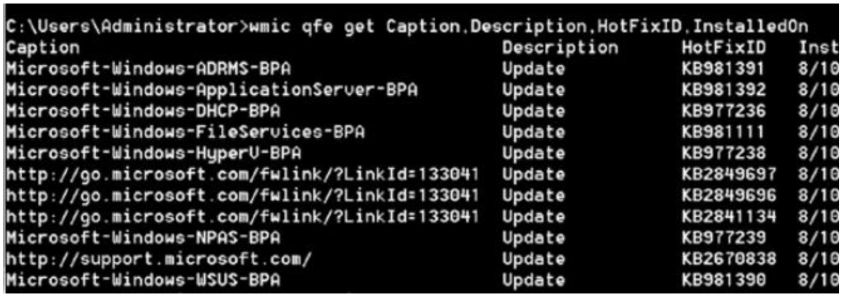 C:\Users\Administrator>wmic qfe get Caption,Description,HotFixID,InstalledOn
Caption Description HotFixID Inst
Microsoft-Windows-ADRMS-BPA Update KB981391 8/10
Microsoft-Windows-ApplicationServer-BPA Update KB981392 8/10
Microsoft-Windows-DHCP-BPA Update KB977236 8/10
Microsoft-Windows-FileServices-BPA Update KB981111 8/10
Microsoft-Windows-HyperV-BPA Update KB977238 8/10
http://go.microsoft.com/fwlink/?LinkId=133041 Update KB2849697 8/10
http://go.microsoft.com/fwlink/?LinkId=133041 Update KB2849696 8/10
http://go.microsoft.com/fwlink/?LinkId=133041 Update KB2841134 8/10
Microsoft-Windows-NPAS-BPA Update KB977239 8/10
http://support.microsoft.com/ Update KB2670838 8/10
Microsoft-Windows-WSUS-BPA Update KB981390 8/10